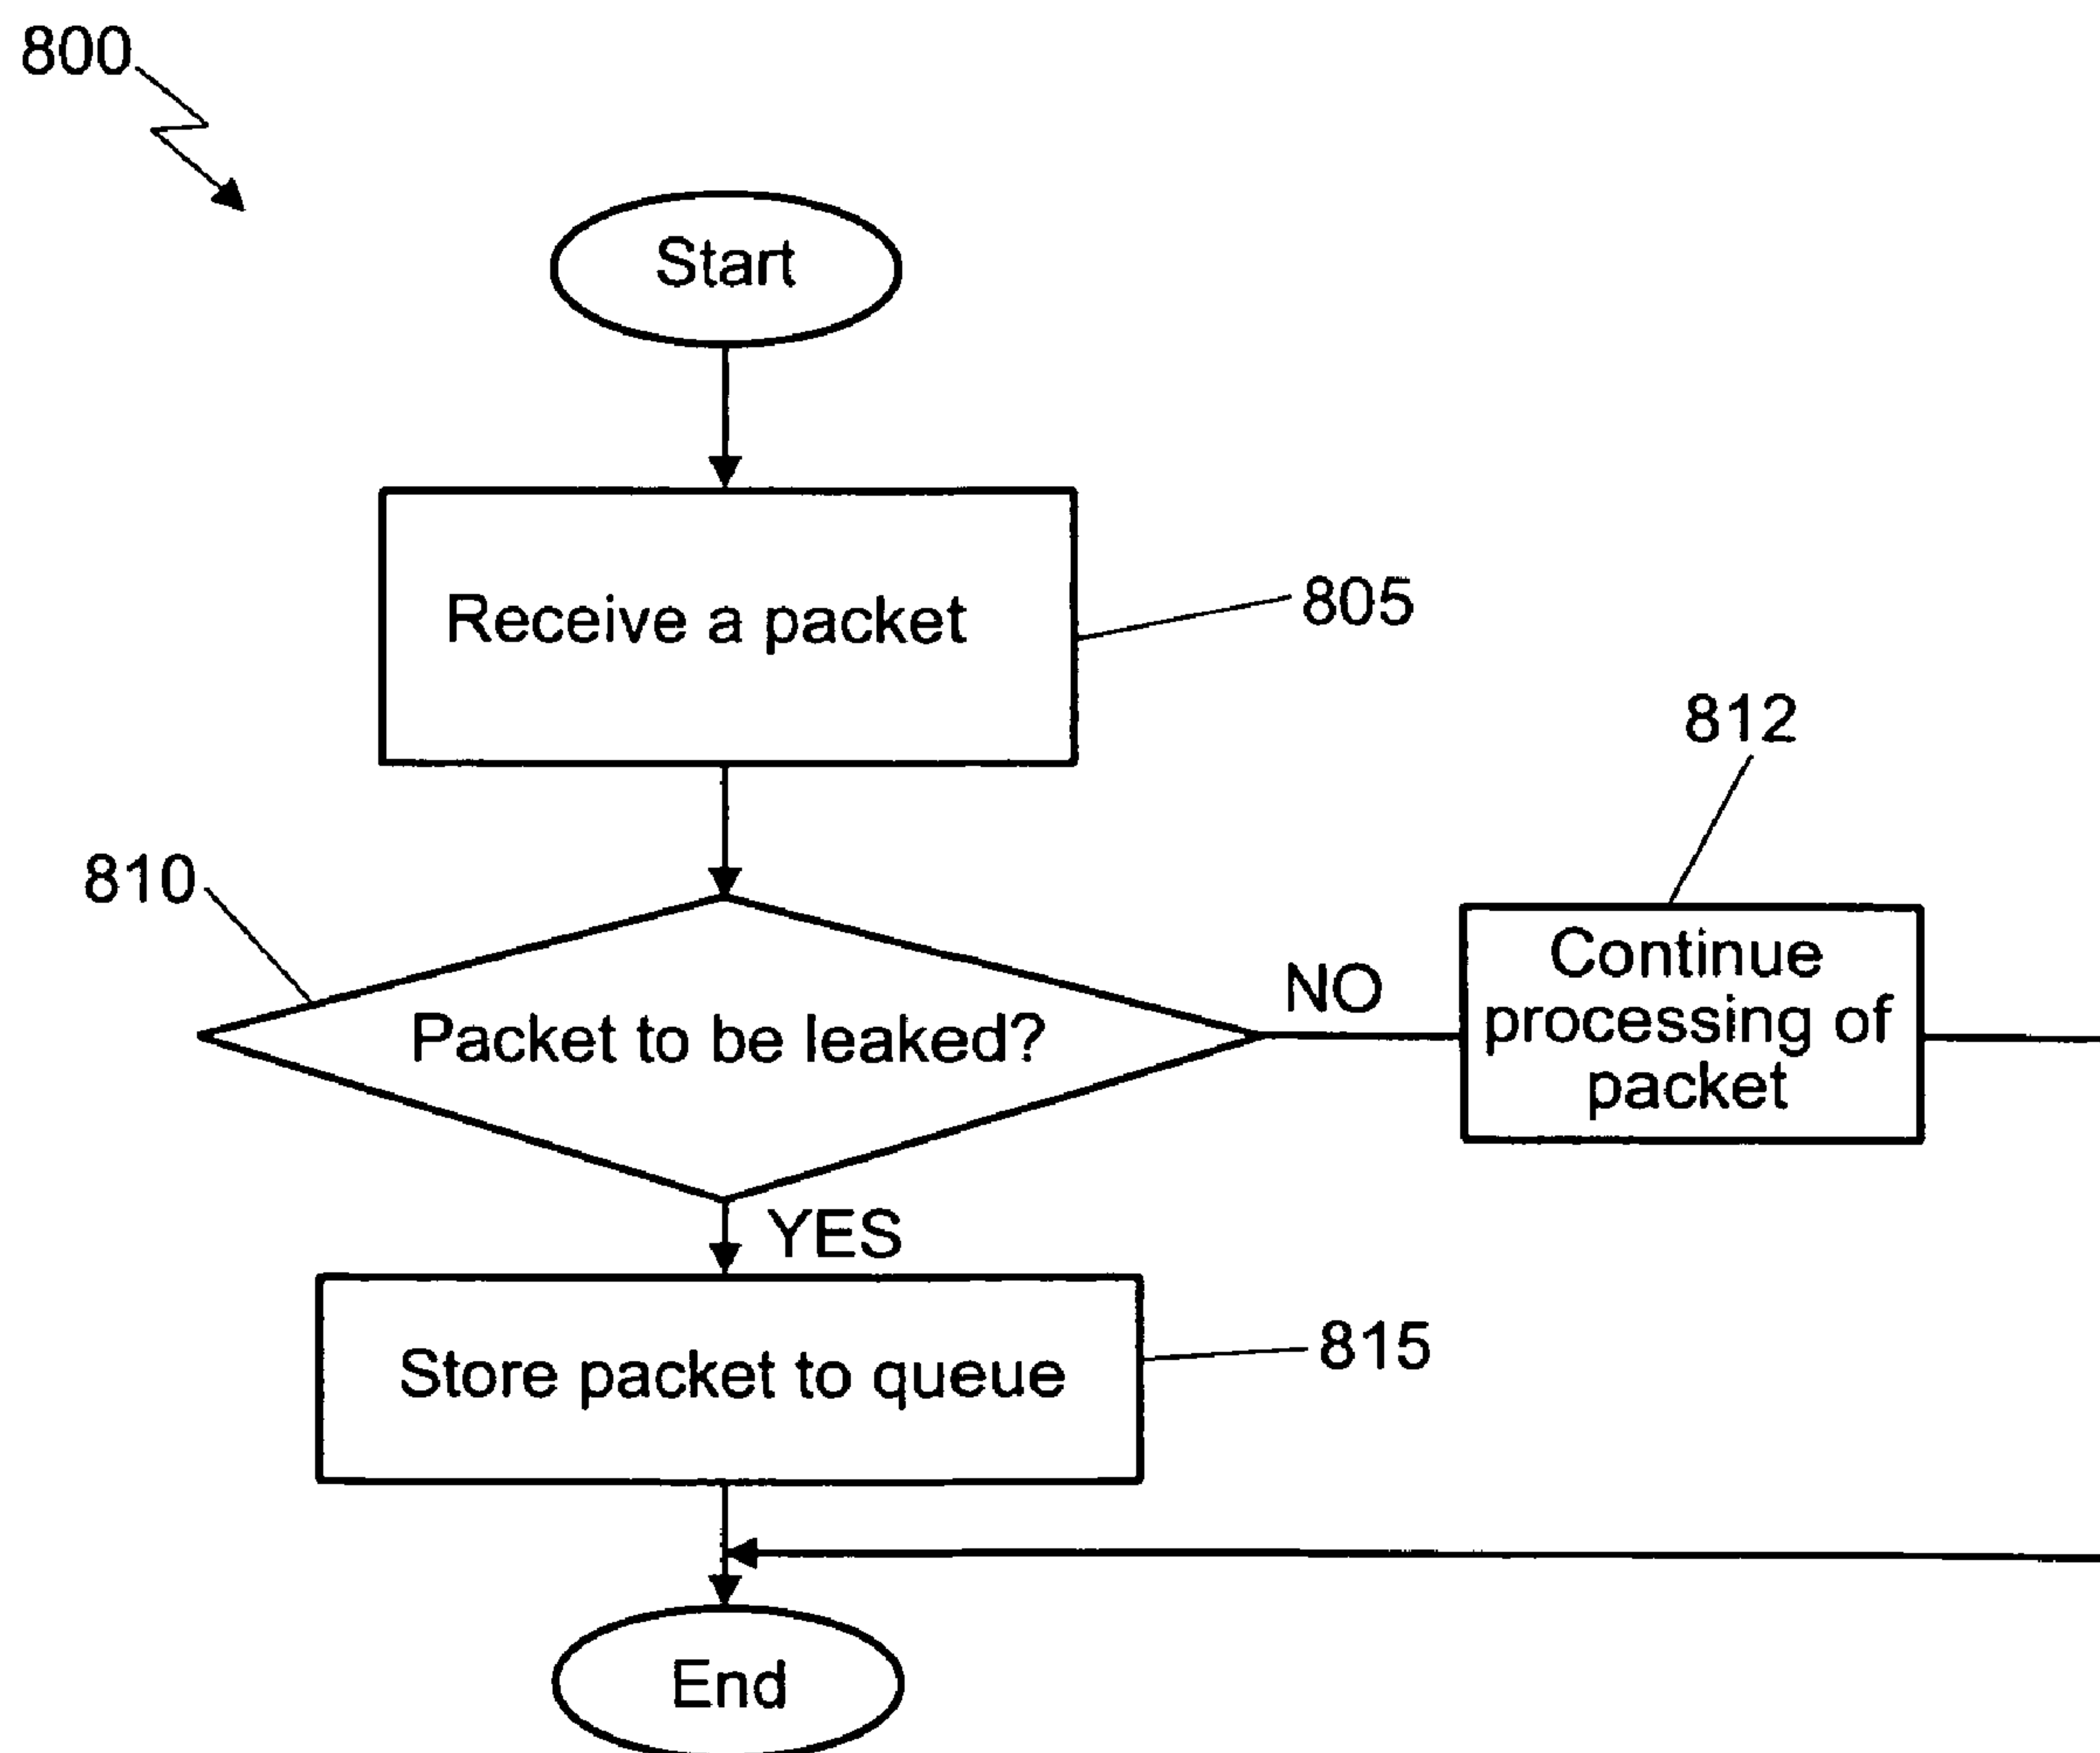 800
Start
Receive a packet
805
812
810
Packet to be leaked?
NO
Continue
processing of
packet
YES
Store packet to queue
815
End